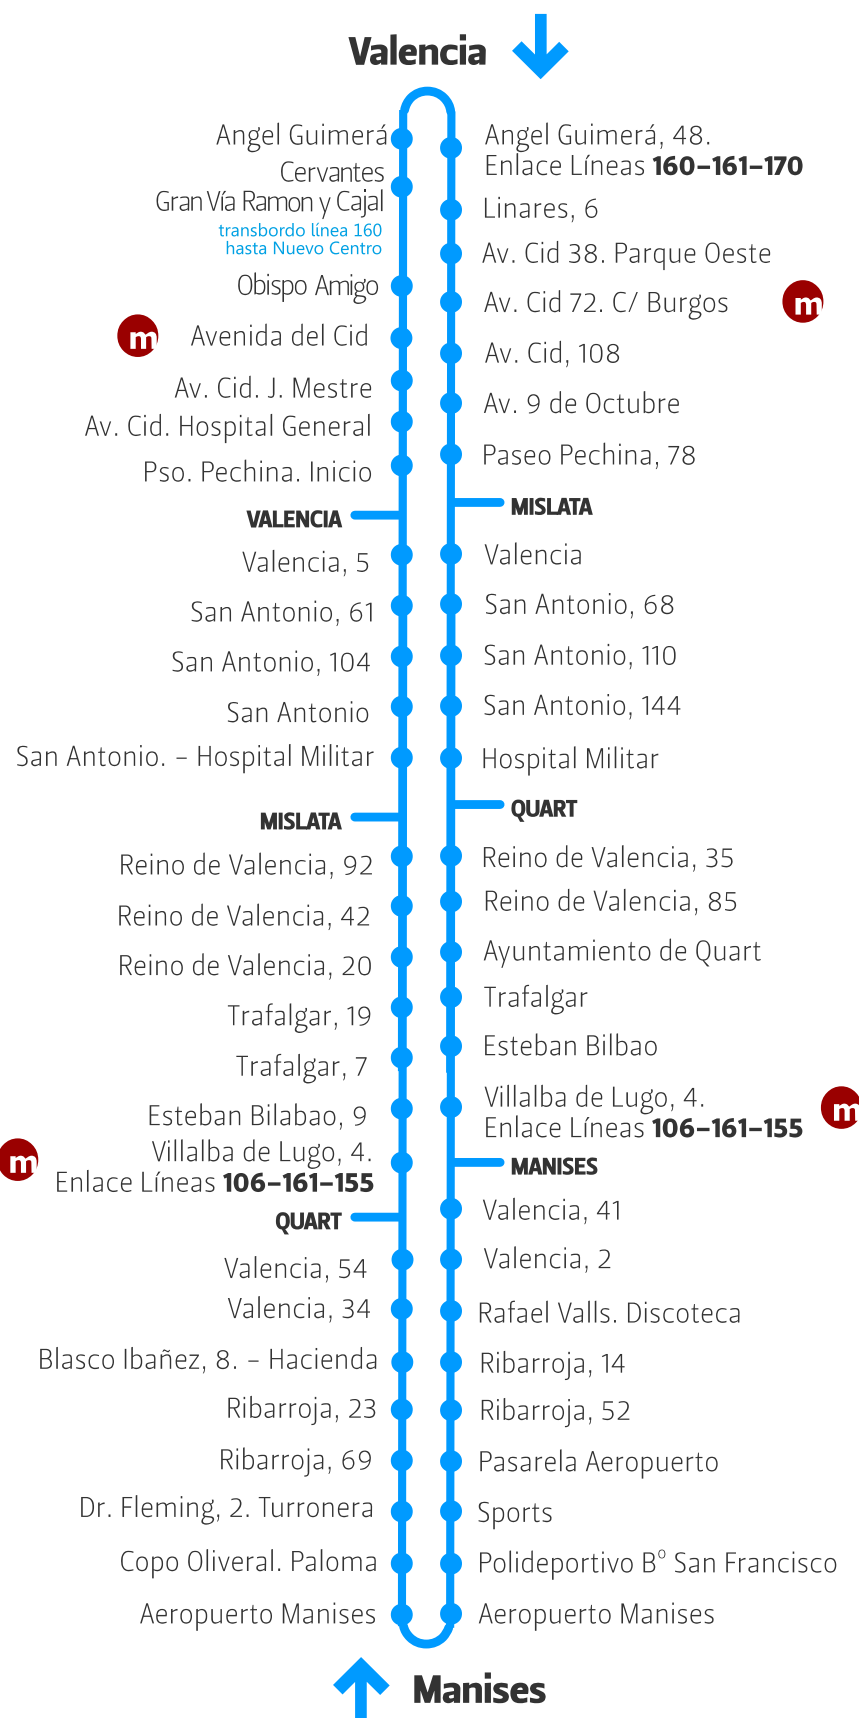 Valencia
Angel Guimerá
Cervantes
Gran Vía Ramon y Cajal
transbordo línea 160
hasta Nuevo Centro
Obispo Amigo
m
Avenida del Cid
Av. Cid. J. Mestre
Av. Cid. Hospital General
Pso. Pechina. Inicio
VALENCIA
Valencia, 5
San Antonio, 61
San Antonio, 104
San Antonio
San Antonio. – Hospital Militar
MISLATA
Reino de Valencia, 92
Reino de Valencia, 42
Reino de Valencia, 20
Trafalgar, 19
Trafalgar, 7
Esteban Bilabao, 9
m
Villalba de Lugo, 4.
Enlace Líneas 106–161–155
QUART
Valencia, 54
Valencia, 34
Blasco Ibañez, 8. – Hacienda
Ribarroja, 23
Ribarroja, 69
Dr. Fleming, 2. Turronera
Copo Oliveral. Paloma
Aeropuerto Manises
Angel Guimerá, 48.
Enlace Líneas 160–161–170
Linares, 6
Av. Cid 38. Parque Oeste
Av. Cid 72. C/ Burgos
m
Av. Cid, 108
Av. 9 de Octubre
Paseo Pechina, 78
MISLATA
Valencia
San Antonio, 68
San Antonio, 110
San Antonio, 144
Hospital Militar
QUART
Reino de Valencia, 35
Reino de Valencia, 85
Ayuntamiento de Quart
Trafalgar
Esteban Bilbao
Villalba de Lugo, 4.
m
Enlace Líneas 106–161–155
MANISES
Valencia, 41
Valencia, 2
Rafael Valls. Discoteca
Ribarroja, 14
Ribarroja, 52
Pasarela Aeropuerto
Sports
Polideportivo Bº San Francisco
Aeropuerto Manises
Manises